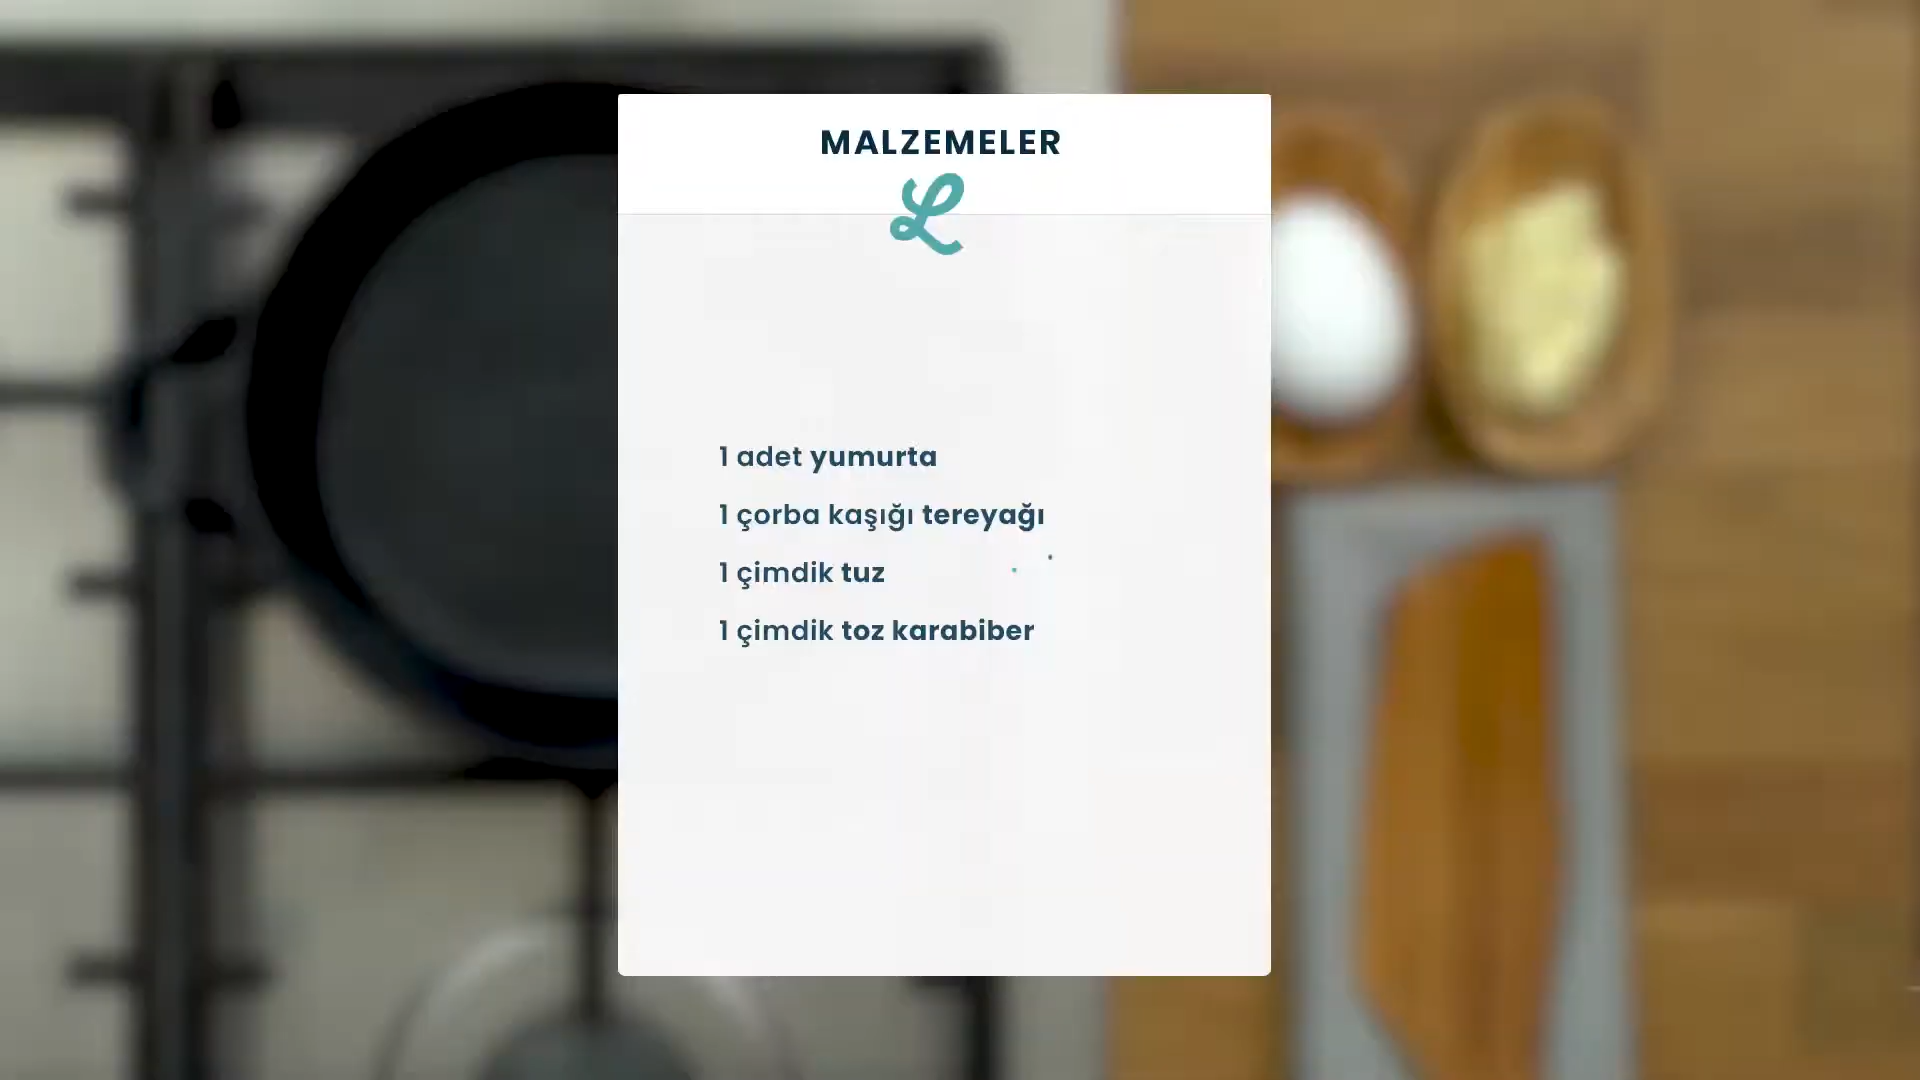 MALZEMELER
L
1 adet yumurta
1 çorba kaşığı tereyağı
1 çimdik tuz
1 çimdik toz karabiber